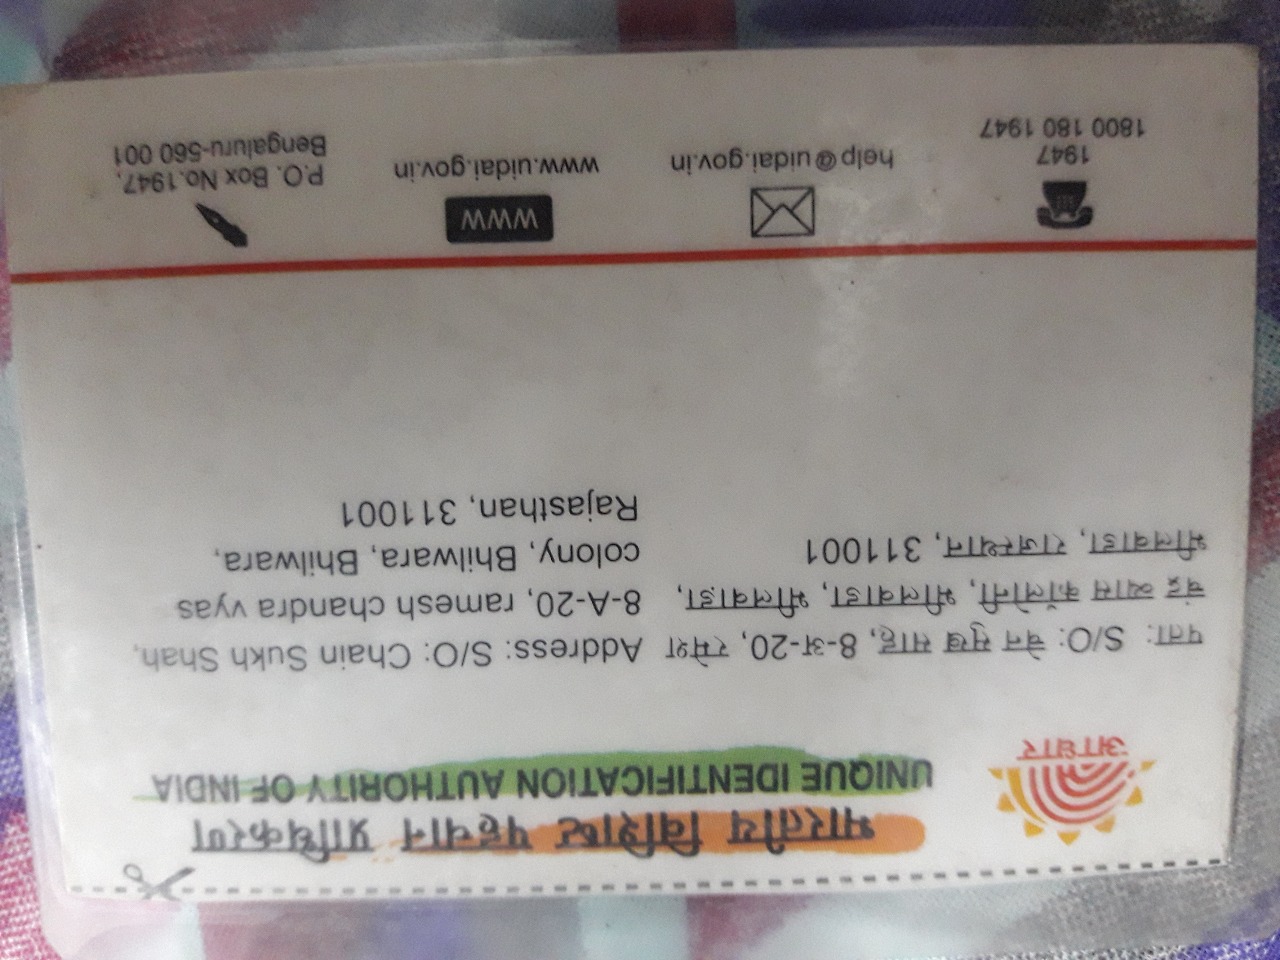 भारतीय विशिष्ट पहचान प्राधिकरण
UNIQUE IDENTIFICATION AUTHORITY OF INDIA
आधार
पता: S/O: चेन सुख साह, 8-अ-20, रमेश
चंद्र व्यास कॉलोनी, भीलवाडा, भीलवाड़ा,
भीलवाडा, राजस्थान, 311001
Address: S/O: Chain Sukh Shah,
8-A-20, ramesh chandra vyas
colony, Bhilwara, Bhilwara,
Rajasthan, 311001
1947
1800 180 1947
help@uidai.gov.in
WWW
www.uidai.gov.in
P.O. Box No.1947,
Bengaluru-560 001